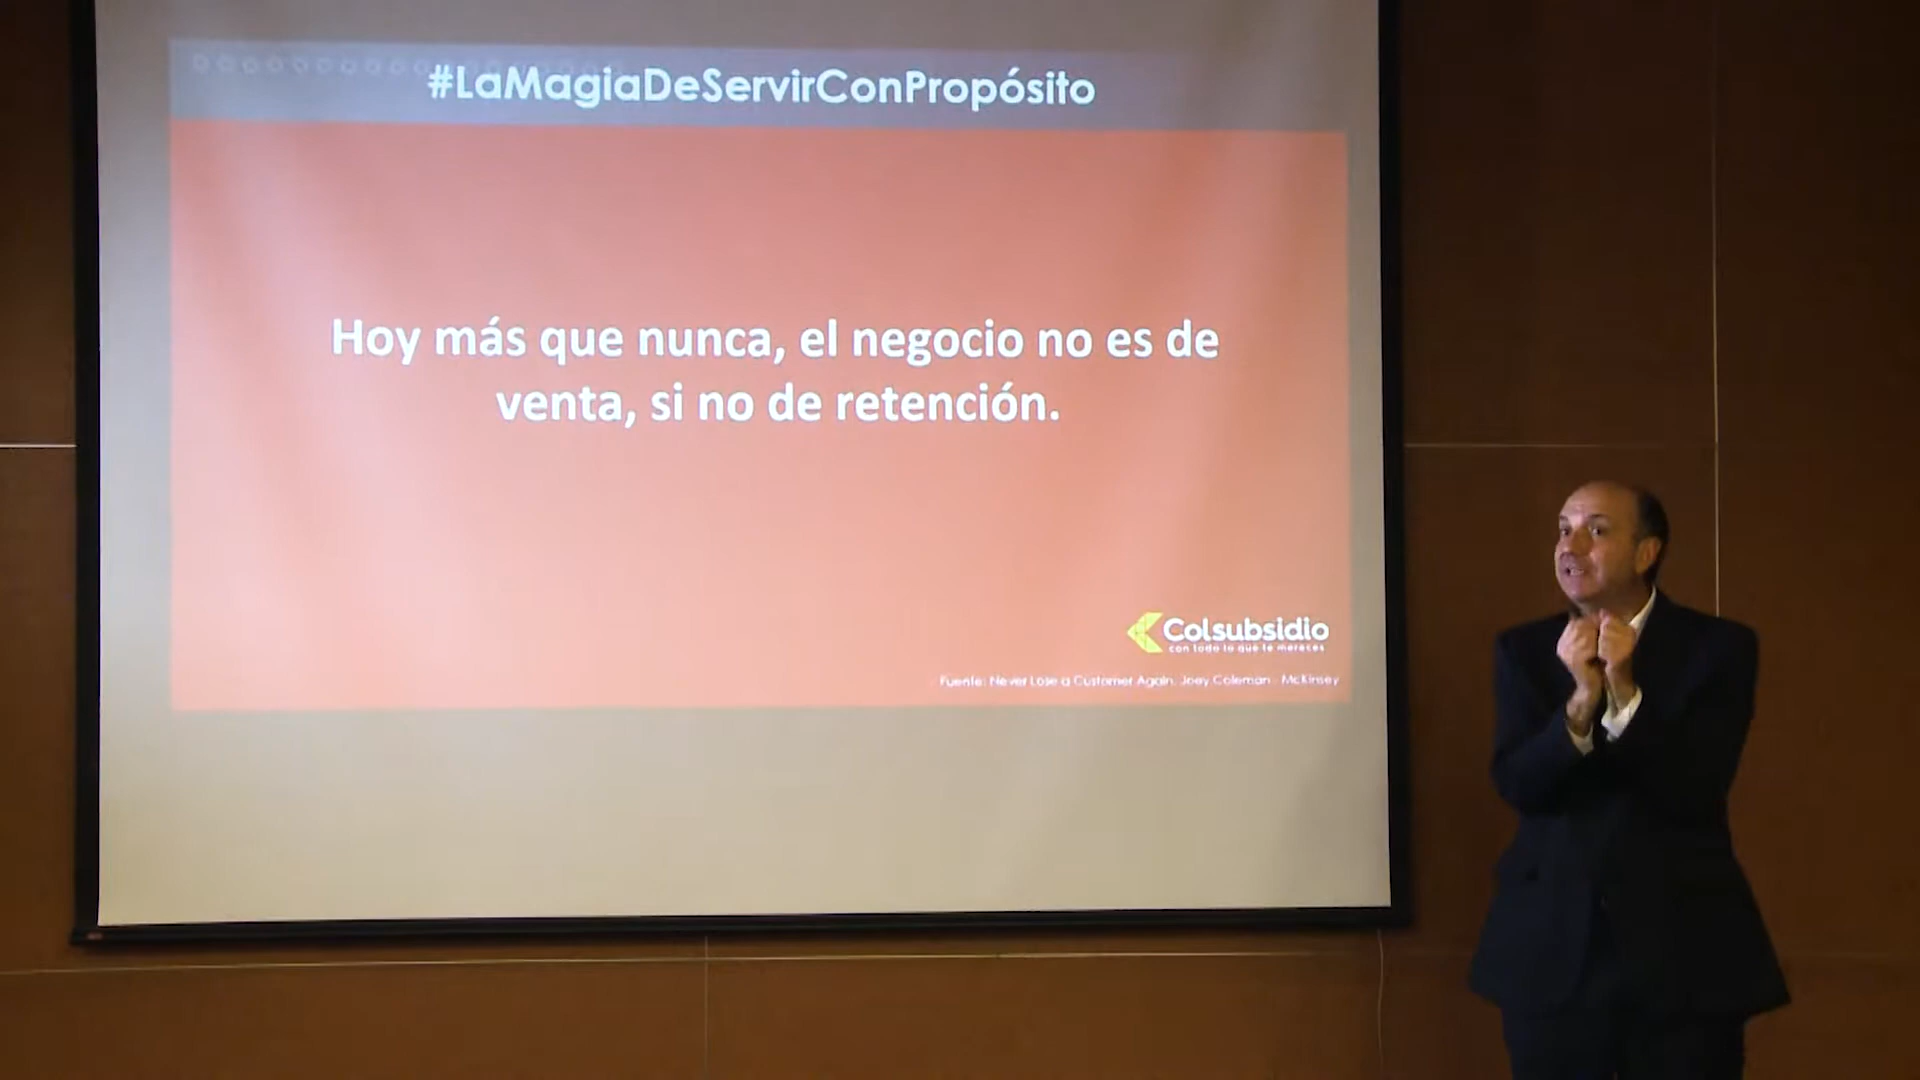 #LaMagiaDeServirConPropósito
Hoy más que nunca, el negocio no es de
venta, si no de retención.
Colsubsidio
con todo lo que te mereces
Fuente: Never Lose a Customer Again. Joey Coleman - McKinsey